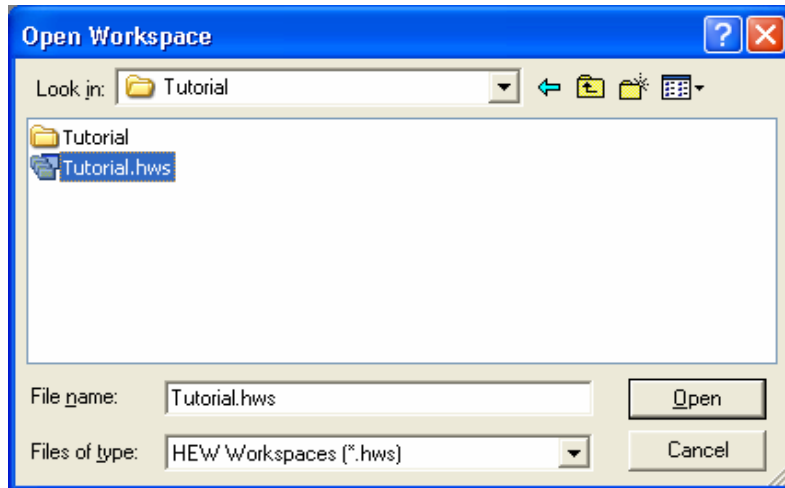 Open Workspace
Look in: Tutorial
Tutorial
Tutorial.hws
File name: Tutorial.hws Open
Files of type: HEW Workspaces (*.hws) Cancel